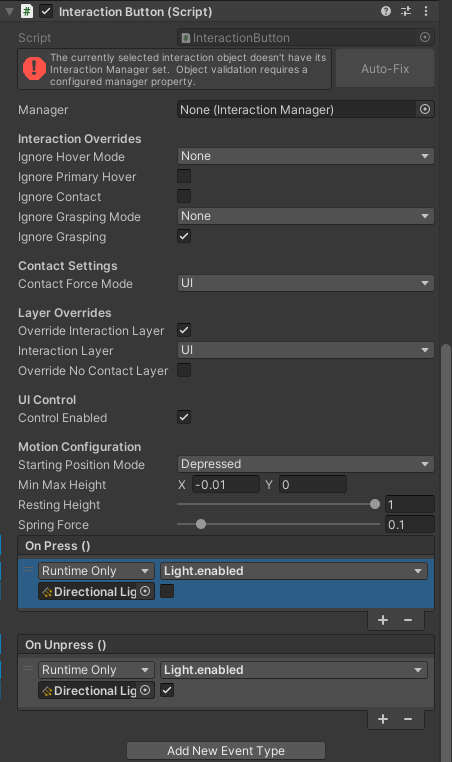 Interaction Button (Script)
Script InteractionButton
The currently selected interaction object doesn't have its
Interaction Manager set. Object validation requires a
configured manager property.
Auto-Fix
Manager None (Interaction Manager)
Interaction Overrides
Ignore Hover Mode None
Ignore Primary Hover
Ignore Contact
Ignore Grasping Mode None
Ignore Grasping
Contact Settings
Contact Force Mode UI
Layer Overrides
Override Interaction Layer
Interaction Layer UI
Override No Contact Layer
UI Control
Control Enabled
Motion Configuration
Starting Position Mode Depressed
Min Max Height X -0.01 Y 0
Resting Height 1
Spring Force 0.1
On Press ()
Runtime Only Light.enabled
Directional Lig
On Unpress ()
Runtime Only Light.enabled
Directional Lig
Add New Event Type